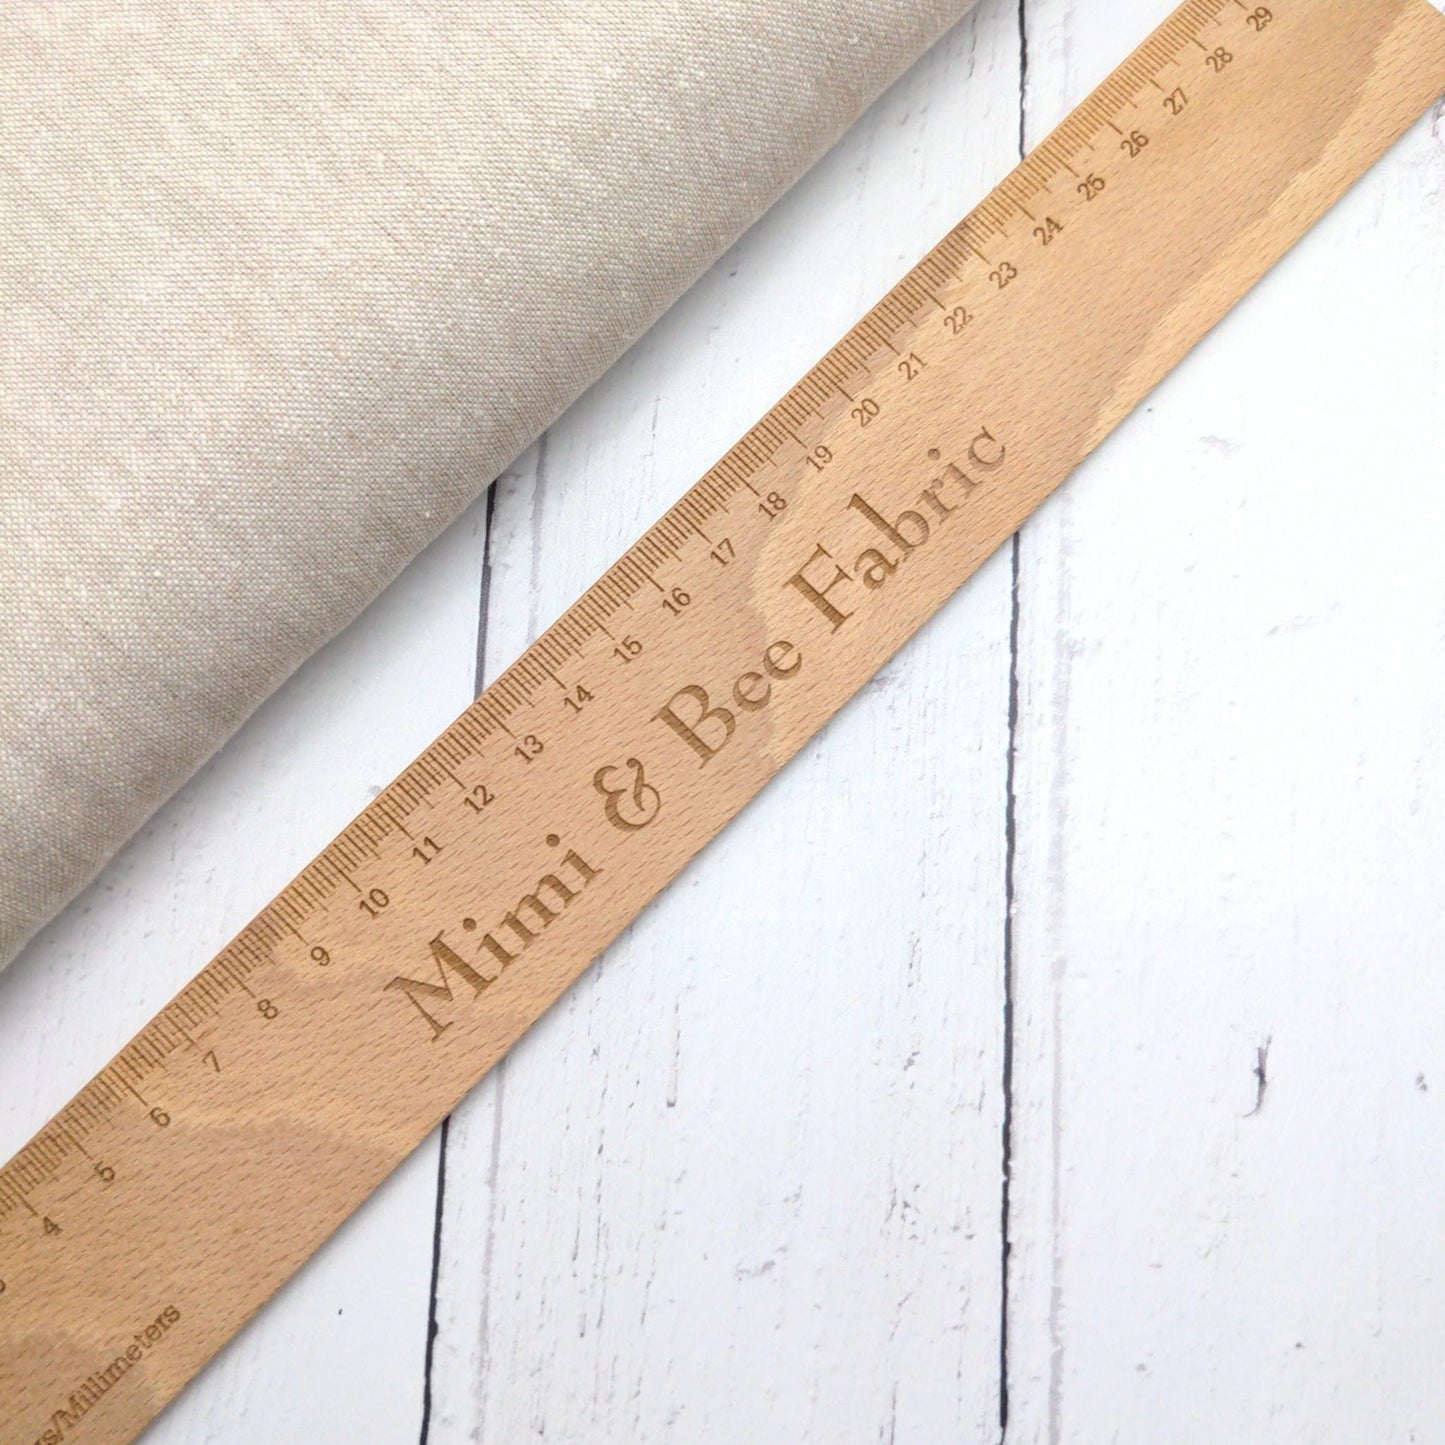 4 5 6 7 8 9 10 11 12 13 14 15 16 17 18 19 20 21 22 23 24 25 26 27 28 29
Mimi & Bee Fabric
/Millimeters